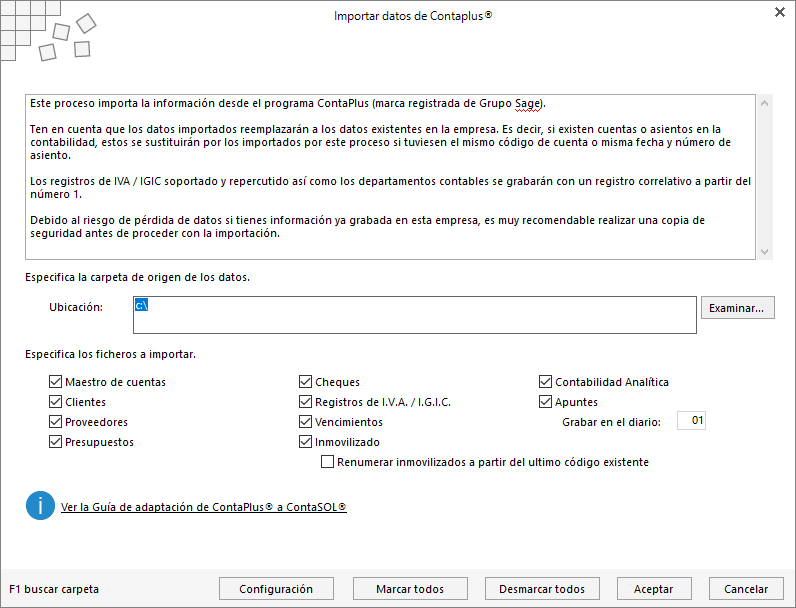 Importar datos de Contaplus®
Este proceso importa la información desde el programa ContaPlus (marca registrada de Grupo Sage).
Ten en cuenta que los datos importados reemplazarán a los datos existentes en la empresa. Es decir, si existen cuentas o asientos en la
contabilidad, estos se sustituirán por los importados por este proceso si tuviesen el mismo código de cuenta o misma fecha y número de
asiento.
Los registros de IVA / IGIC soportado y repercutido así como los departamentos contables se grabarán con un registro correlativo a partir del
número 1.
Debido al riesgo de pérdida de datos si tienes información ya grabada en esta empresa, es muy recomendable realizar una copia de
seguridad antes de proceder con la importación.
Especifica la carpeta de origen de los datos.
Ubicación: c:\ Examinar...
Especifica los ficheros a importar.
Maestro de cuentas Cheques Contabilidad Analítica
Clientes Registros de I.V.A. / I.G.I.C. Apuntes
Proveedores Vencimientos Grabar en el diario: 01
Presupuestos Inmovilizado
Renumerar inmovilizados a partir del ultimo código existente
i Ver la Guía de adaptación de ContaPlus® a ContaSOL®
F1 buscar carpeta Configuración Marcar todos Desmarcar todos Aceptar Cancelar